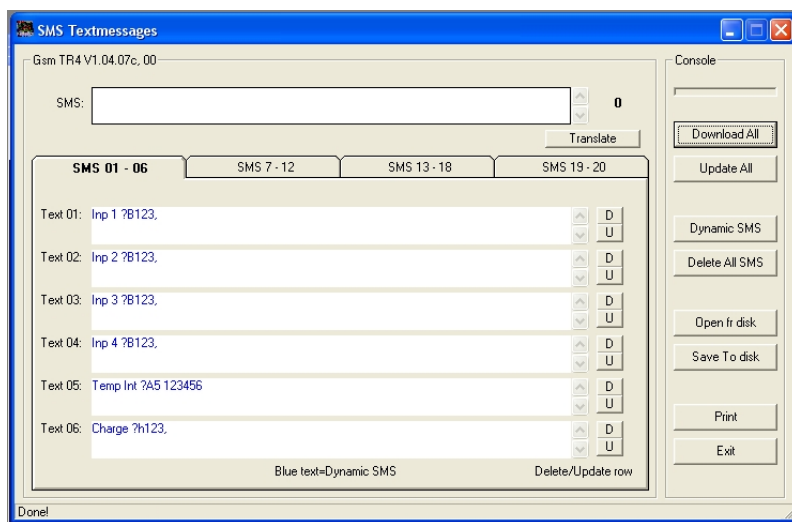 SMS Textmessages
Gsm TR4 V1.04.07c, 00
Console
SMS:
0
Translate
Download All
Update All
Dynamic SMS
Delete All SMS
Open fr disk
Save To disk
Print
Exit
SMS 01 - 06
SMS 7 - 12
SMS 13 - 18
SMS 19 - 20
Text 01: Inp 1 ?B123,
D
U
Text 02: Inp 2 ?B123,
D
U
Text 03: Inp 3 ?B123,
D
U
Text 04: Inp 4 ?B123,
D
U
Text 05: Temp Int ?A5 123456
D
U
Text 06: Charge ?h123,
D
U
Blue text=Dynamic SMS
Delete/Update row
Done!